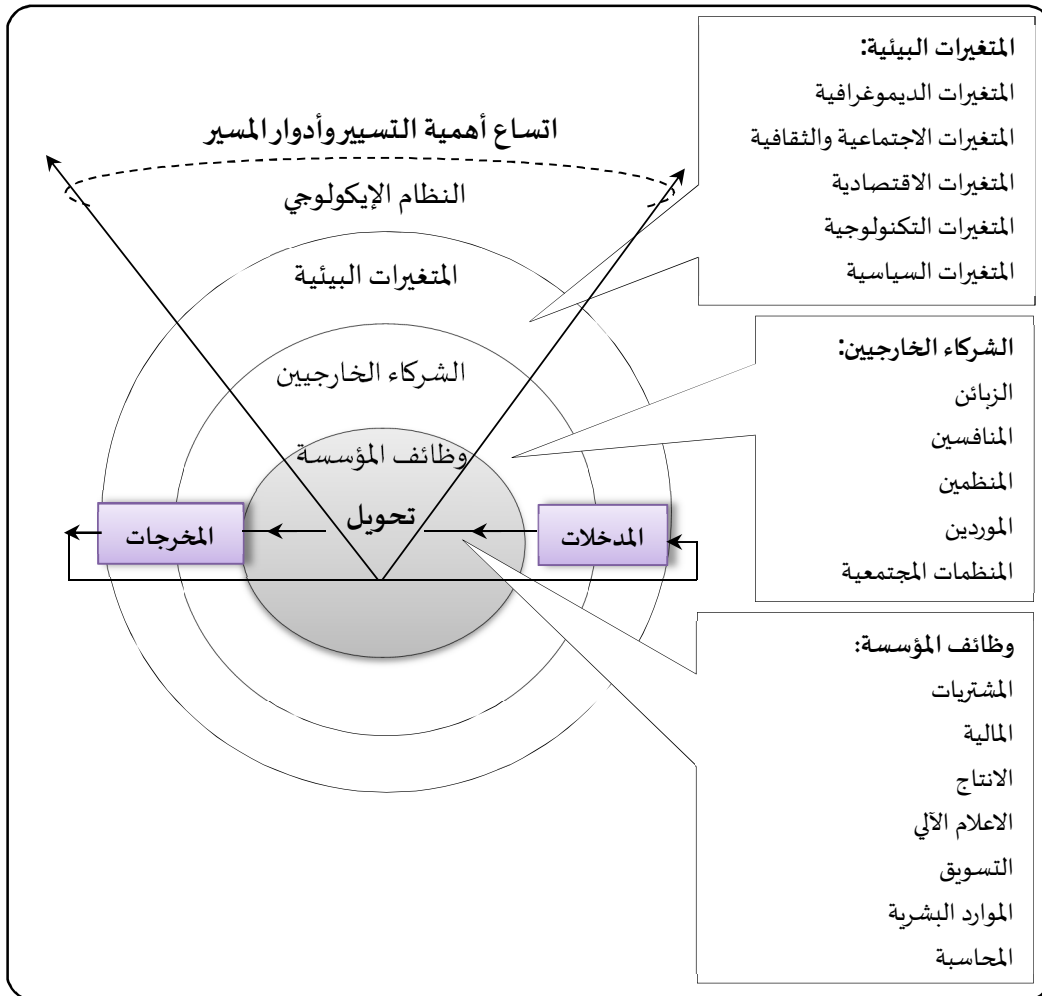 المتغيرات البيئية:
المتغيرات الديموغرافية
المتغيرات الاجتماعية والثقافية
المتغيرات الاقتصادية
المتغيرات التكنولوجية
المتغيرات السياسية
اتساع أهمية التسيير وأدوار المسير
النظام الإيكولوجي
المتغيرات البيئية
الشركاء الخارجيين
وظائف المؤسسة
تحويل
المدخلات
المخرجات
الشركاء الخارجيين:
الزبائن
المنافسين
المنظمين
الموردين
المنظمات المجتمعية
وظائف المؤسسة:
المشتريات
المالية
الانتاج
الاعلام الآلي
التسويق
الموارد البشرية
المحاسبة